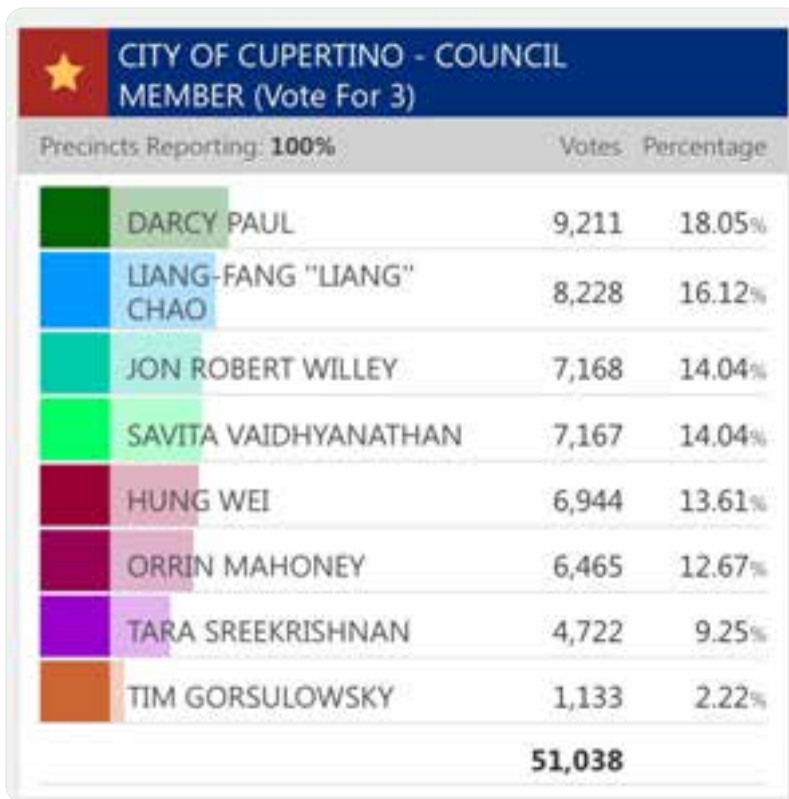 CITY OF CUPERTINO - COUNCIL
MEMBER (Vote For 3)
Precincts Reporting: 100% Votes Percentage
DARCY PAUL 9,211 18.05%
LIANG-FANG "LIANG"
CHAO 8,228 16.12%
JON ROBERT WILLEY 7,168 14.04%
SAVITA VAIDHYANATHAN 7,167 14.04%
HUNG WEI 6,944 13.61%
ORRIN MAHONEY 6,465 12.67%
TARA SREEKRISHNAN 4,722 9.25%
TIM GORSULOWSKY 1,133 2.22%
51,038